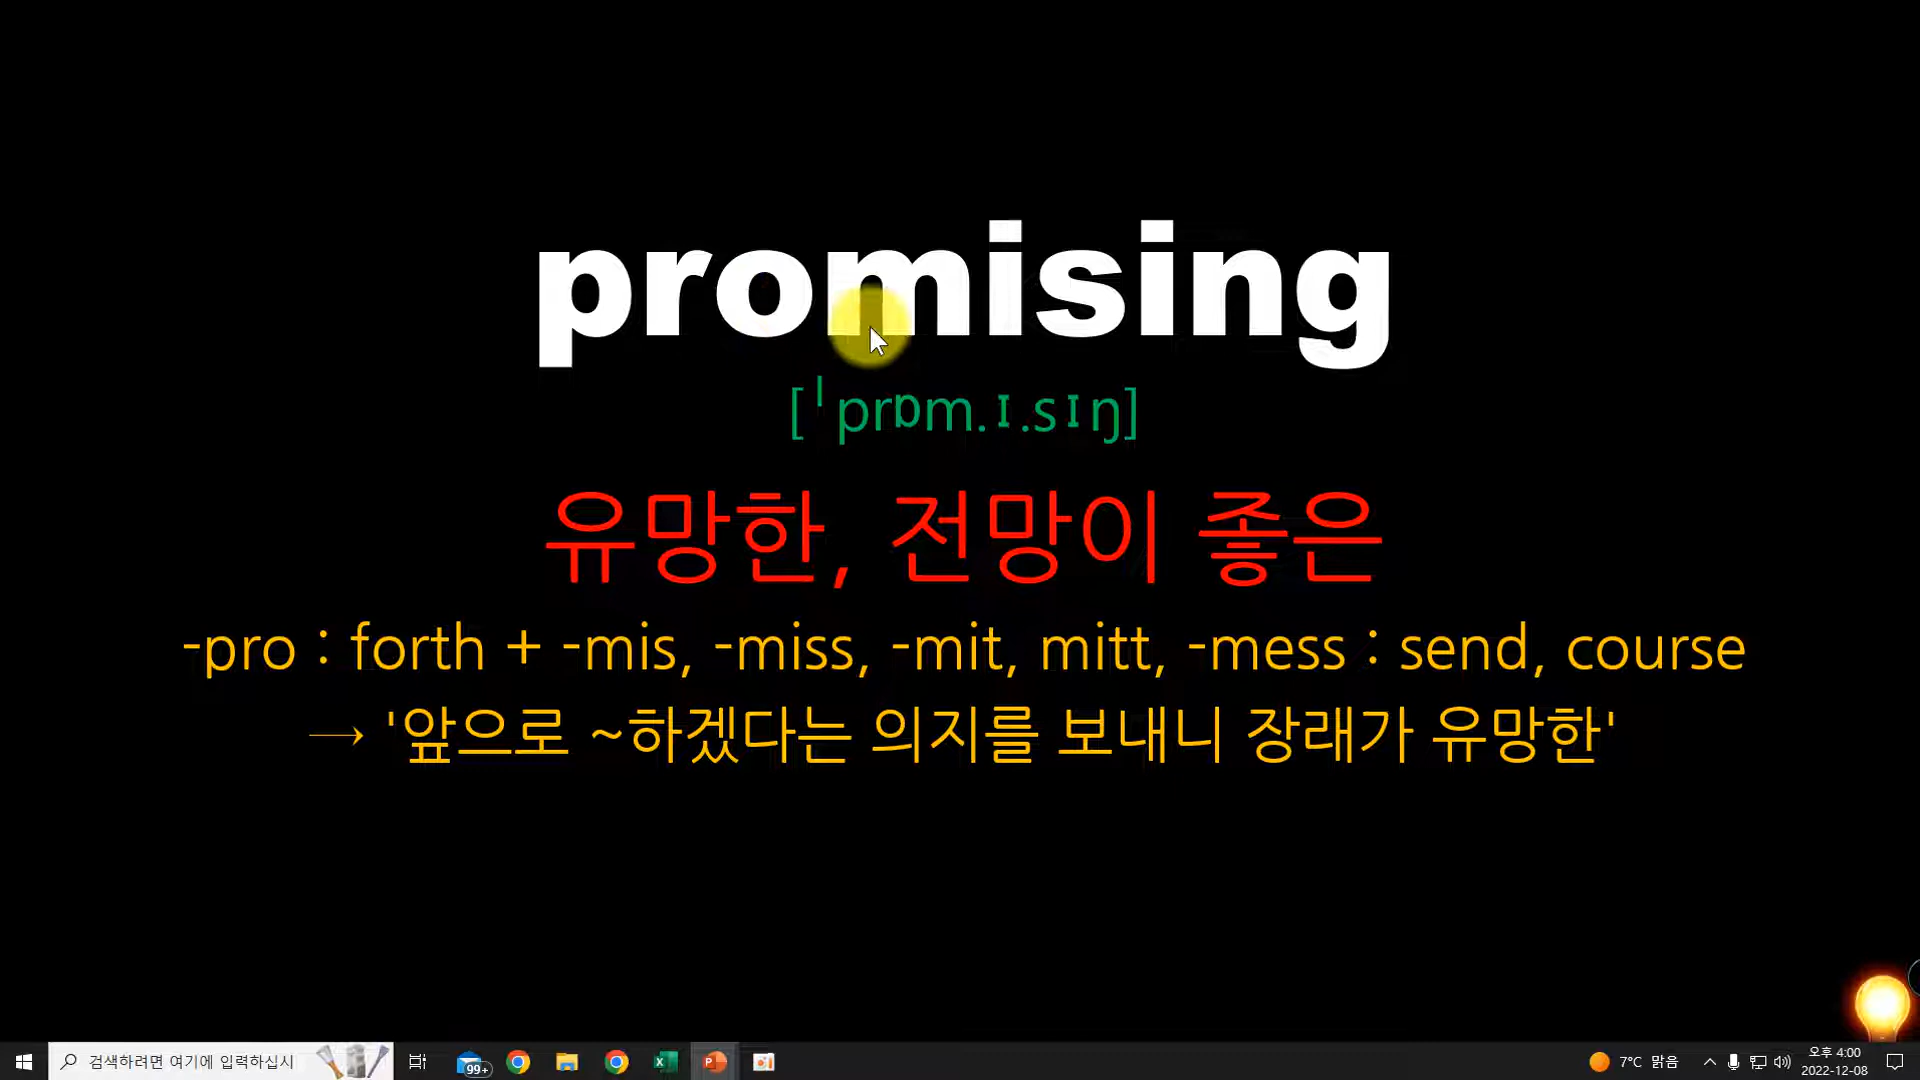 promising
[ˈprɒm.ɪ.sɪŋ]
유망한, 전망이 좋은
-pro : forth + -mis, -miss, -mit, mitt, -mess : send, course
→ '앞으로 ~하겠다는 의지를 보내니 장래가 유망한'
검색하려면 여기에 입력하십시
99+
7°C 맑음
오후 4:00
2022-12-08